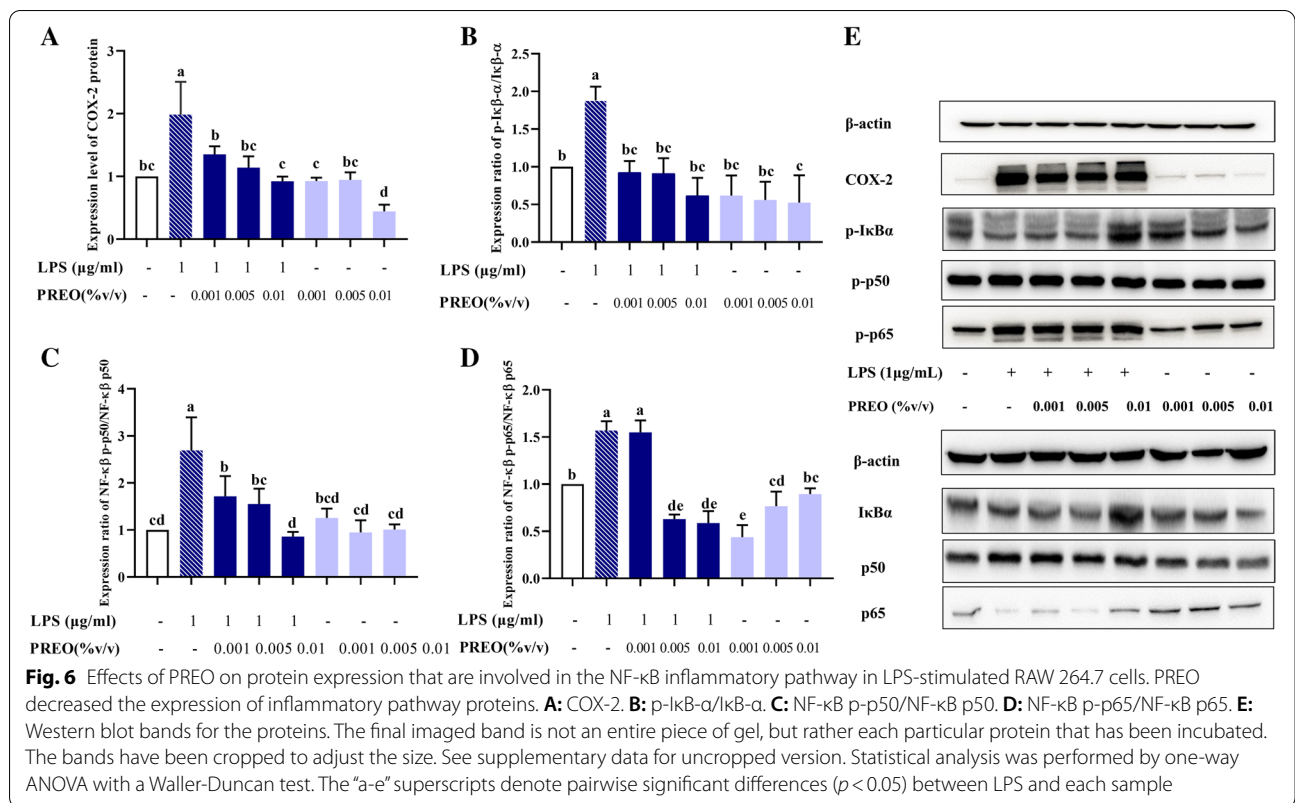 A
Expression level of COX-2 protein
3
2
1
0
bc
a
b
bc
c
c
c
d
LPS (µg/ml) - 1 1 1 1 - - -
PREO(%v/v) - - 0.001 0.005 0.01 0.001 0.005 0.01
B
Expression ratio of p-Iκβ-α/Iκβ-α
2.5
2.0
1.5
1.0
0.5
0.0
b
a
bc
bc
bc
bc
bc
c
LPS (µg/ml) - 1 1 1 1 - - -
PREO(%v/v) - - 0.001 0.005 0.01 0.001 0.005 0.01
C
Expression ratio of NF-κβ p-p50/NF-κβ p50
4
3
2
1
0
cd
a
b
b
d
bcd
cd
cd
LPS (µg/ml) - 1 1 1 1 - - -
PREO(%v/v) - - 0.001 0.005 0.01 0.001 0.005 0.01
D
Expression ratio of NF-κβ p-p65/NF-κβ p65
2.0
1.5
1.0
0.5
0.0
b
a
a
de
de
e
cd
bc
LPS (µg/ml) - 1 1 1 1 - - -
PREO(%v/v) - - 0.001 0.005 0.01 0.001 0.005 0.01
E
β-actin
COX-2
p-IκBα
p-p50
p-p65
LPS (1µg/mL) - + + + + - - -
PREO (%v/v) - - 0.001 0.005 0.01 0.001 0.005 0.01
β-actin
IκBα
p50
p65
Fig. 6 Effects of PREO on protein expression that are involved in the NF-κB inflammatory pathway in LPS-stimulated RAW 264.7 cells. PREO
decreased the expression of inflammatory pathway proteins. A: COX-2. B: p-IκB-α/IκB-α. C: NF-κB p-p50/NF-κB p50. D: NF-κB p-p65/NF-κB p65. E:
Western blot bands for the proteins. The final imaged band is not an entire piece of gel, but rather each particular protein that has been incubated.
The bands have been cropped to adjust the size. See supplementary data for uncropped version. Statistical analysis was performed by one-way
ANOVA with a Waller-Duncan test. The “a-e” superscripts denote pairwise significant differences (p < 0.05) between LPS and each sample